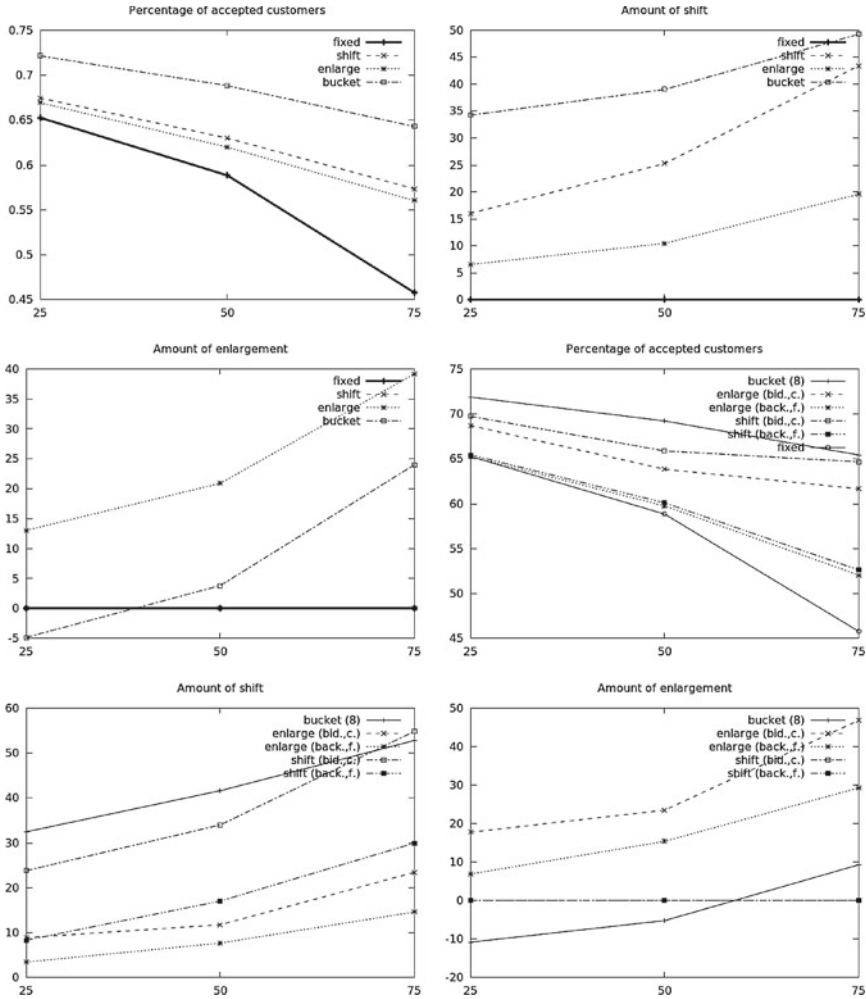 Percentage of accepted customers
0.75
0.7
0.65
0.6
0.55
0.5
0.45
25
50
75
fixed
shift
enlarge
bucket
Amount of shift
50
45
40
35
30
25
20
15
10
5
0
25
50
75
fixed
shift
enlarge
bucket
Amount of enlargement
40
35
30
25
20
15
10
5
0
-5
25
50
75
fixed
shift
enlarge
bucket
Percentage of accepted customers
75
70
65
60
55
50
45
25
50
75
bucket (8)
enlarge (bid.,c.)
enlarge (back.,f.)
shift (bid.,c.)
shift (back.,f.)
fixed
Amount of shift
60
50
40
30
20
10
0
25
50
75
bucket (8)
enlarge (bid.,c.)
enlarge (back.,f.)
shift (bid.,c.)
shift (back.,f.)
Amount of enlargement
50
40
30
20
10
0
-10
-20
25
50
75
bucket (8)
enlarge (bid.,c.)
enlarge (back.,f.)
shift (bid.,c.)
shift (back.,f.)